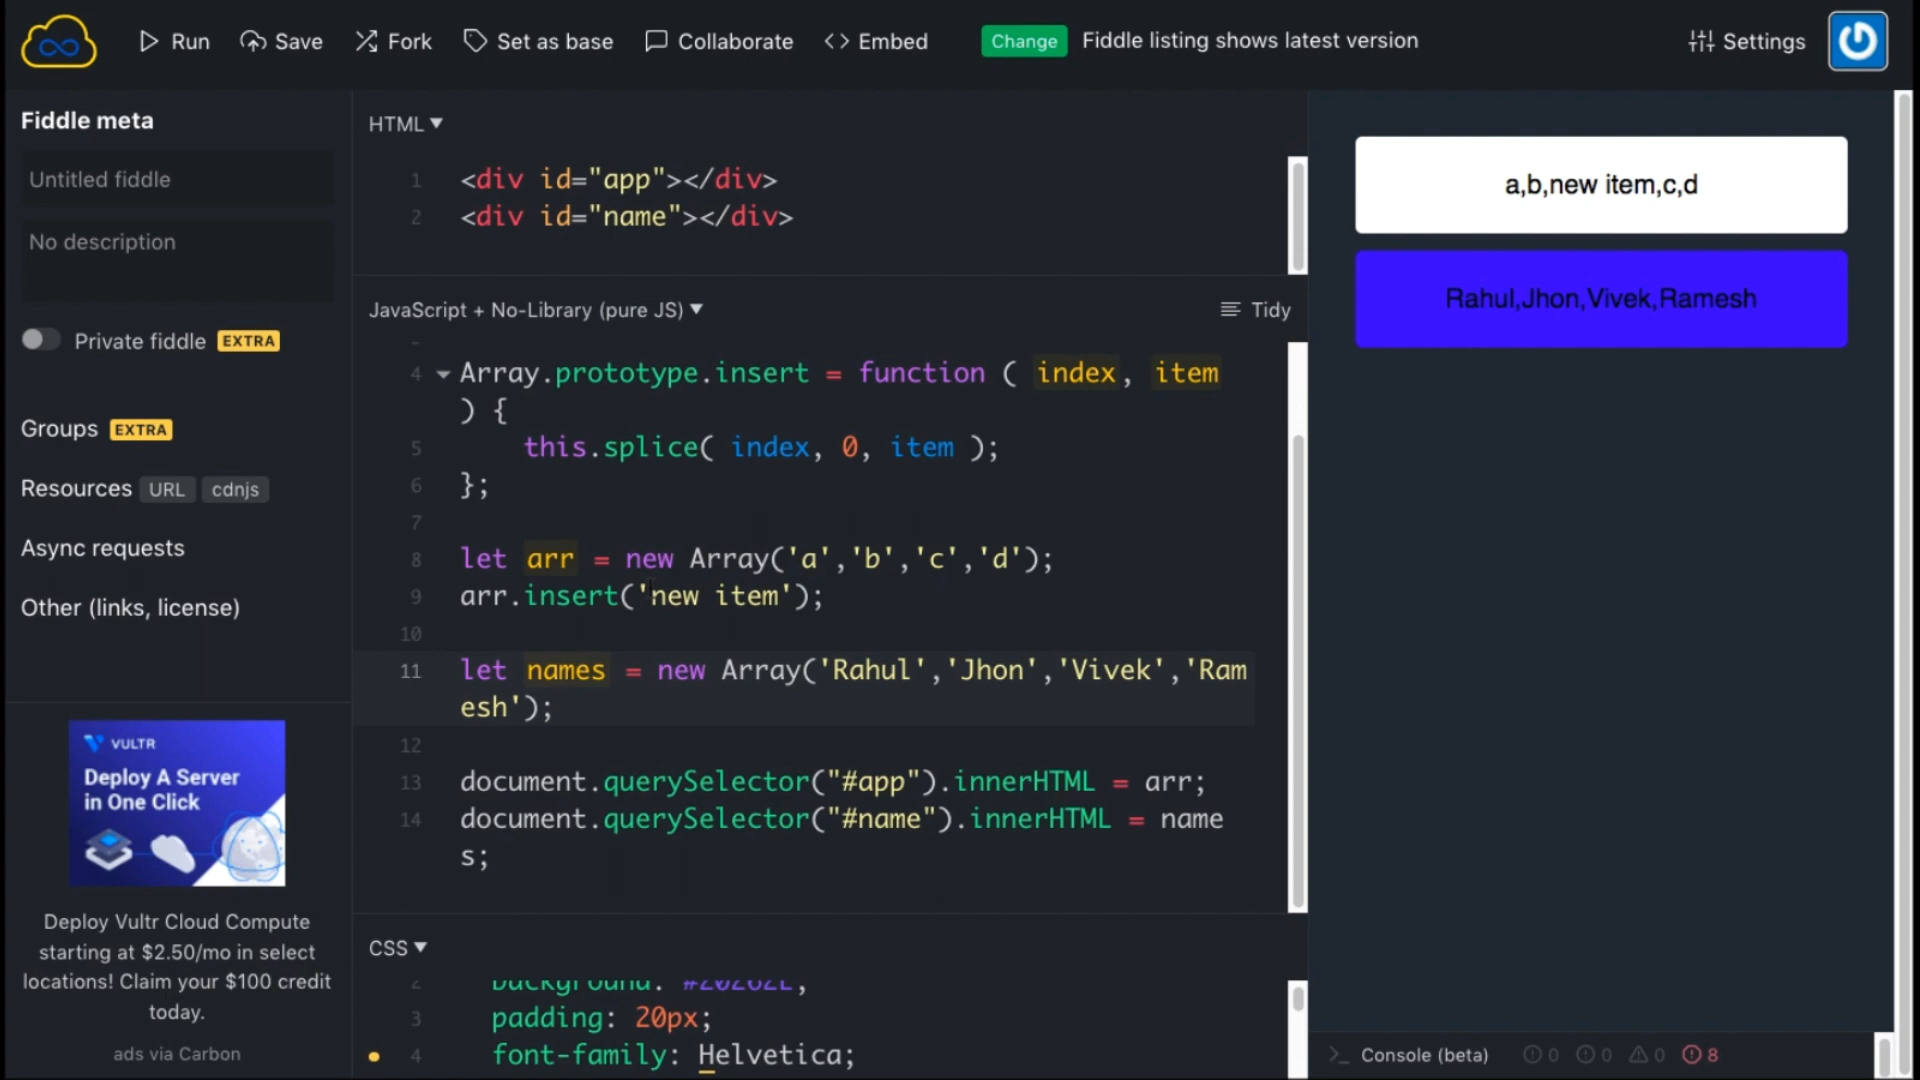 Run
Save
Fork
Set as base
Collaborate
Embed
Change
Fiddle listing shows latest version
Settings
Fiddle meta
Untitled fiddle
No description
Private fiddle EXTRA
Groups EXTRA
Resources URL cdnjs
Async requests
Other (links, license)
VULTR
Deploy A Server
in One Click
Deploy Vultr Cloud Compute
starting at $2.50/mo in select
locations! Claim your $100 credit
today.
ads via Carbon
HTML
1 <div id="app"></div>
2 <div id="name"></div>
JavaScript + No-Library (pure JS)
Tidy
4 Array.prototype.insert = function ( index, item
) {
5 this.splice( index, 0, item );
6 };
7
8 let arr = new Array('a','b','c','d');
9 arr.insert('new item');
10
11 let names = new Array('Rahul','Jhon','Vivek','Ram
esh');
12
13 document.querySelector("#app").innerHTML = arr;
14 document.querySelector("#name").innerHTML = name
s;
CSS
2 background: #20262E;
3 padding: 20px;
4 font-family: Helvetica;
a,b,new item,c,d
Rahul,Jhon,Vivek,Ramesh
>_ Console (beta) 0 0 0 8